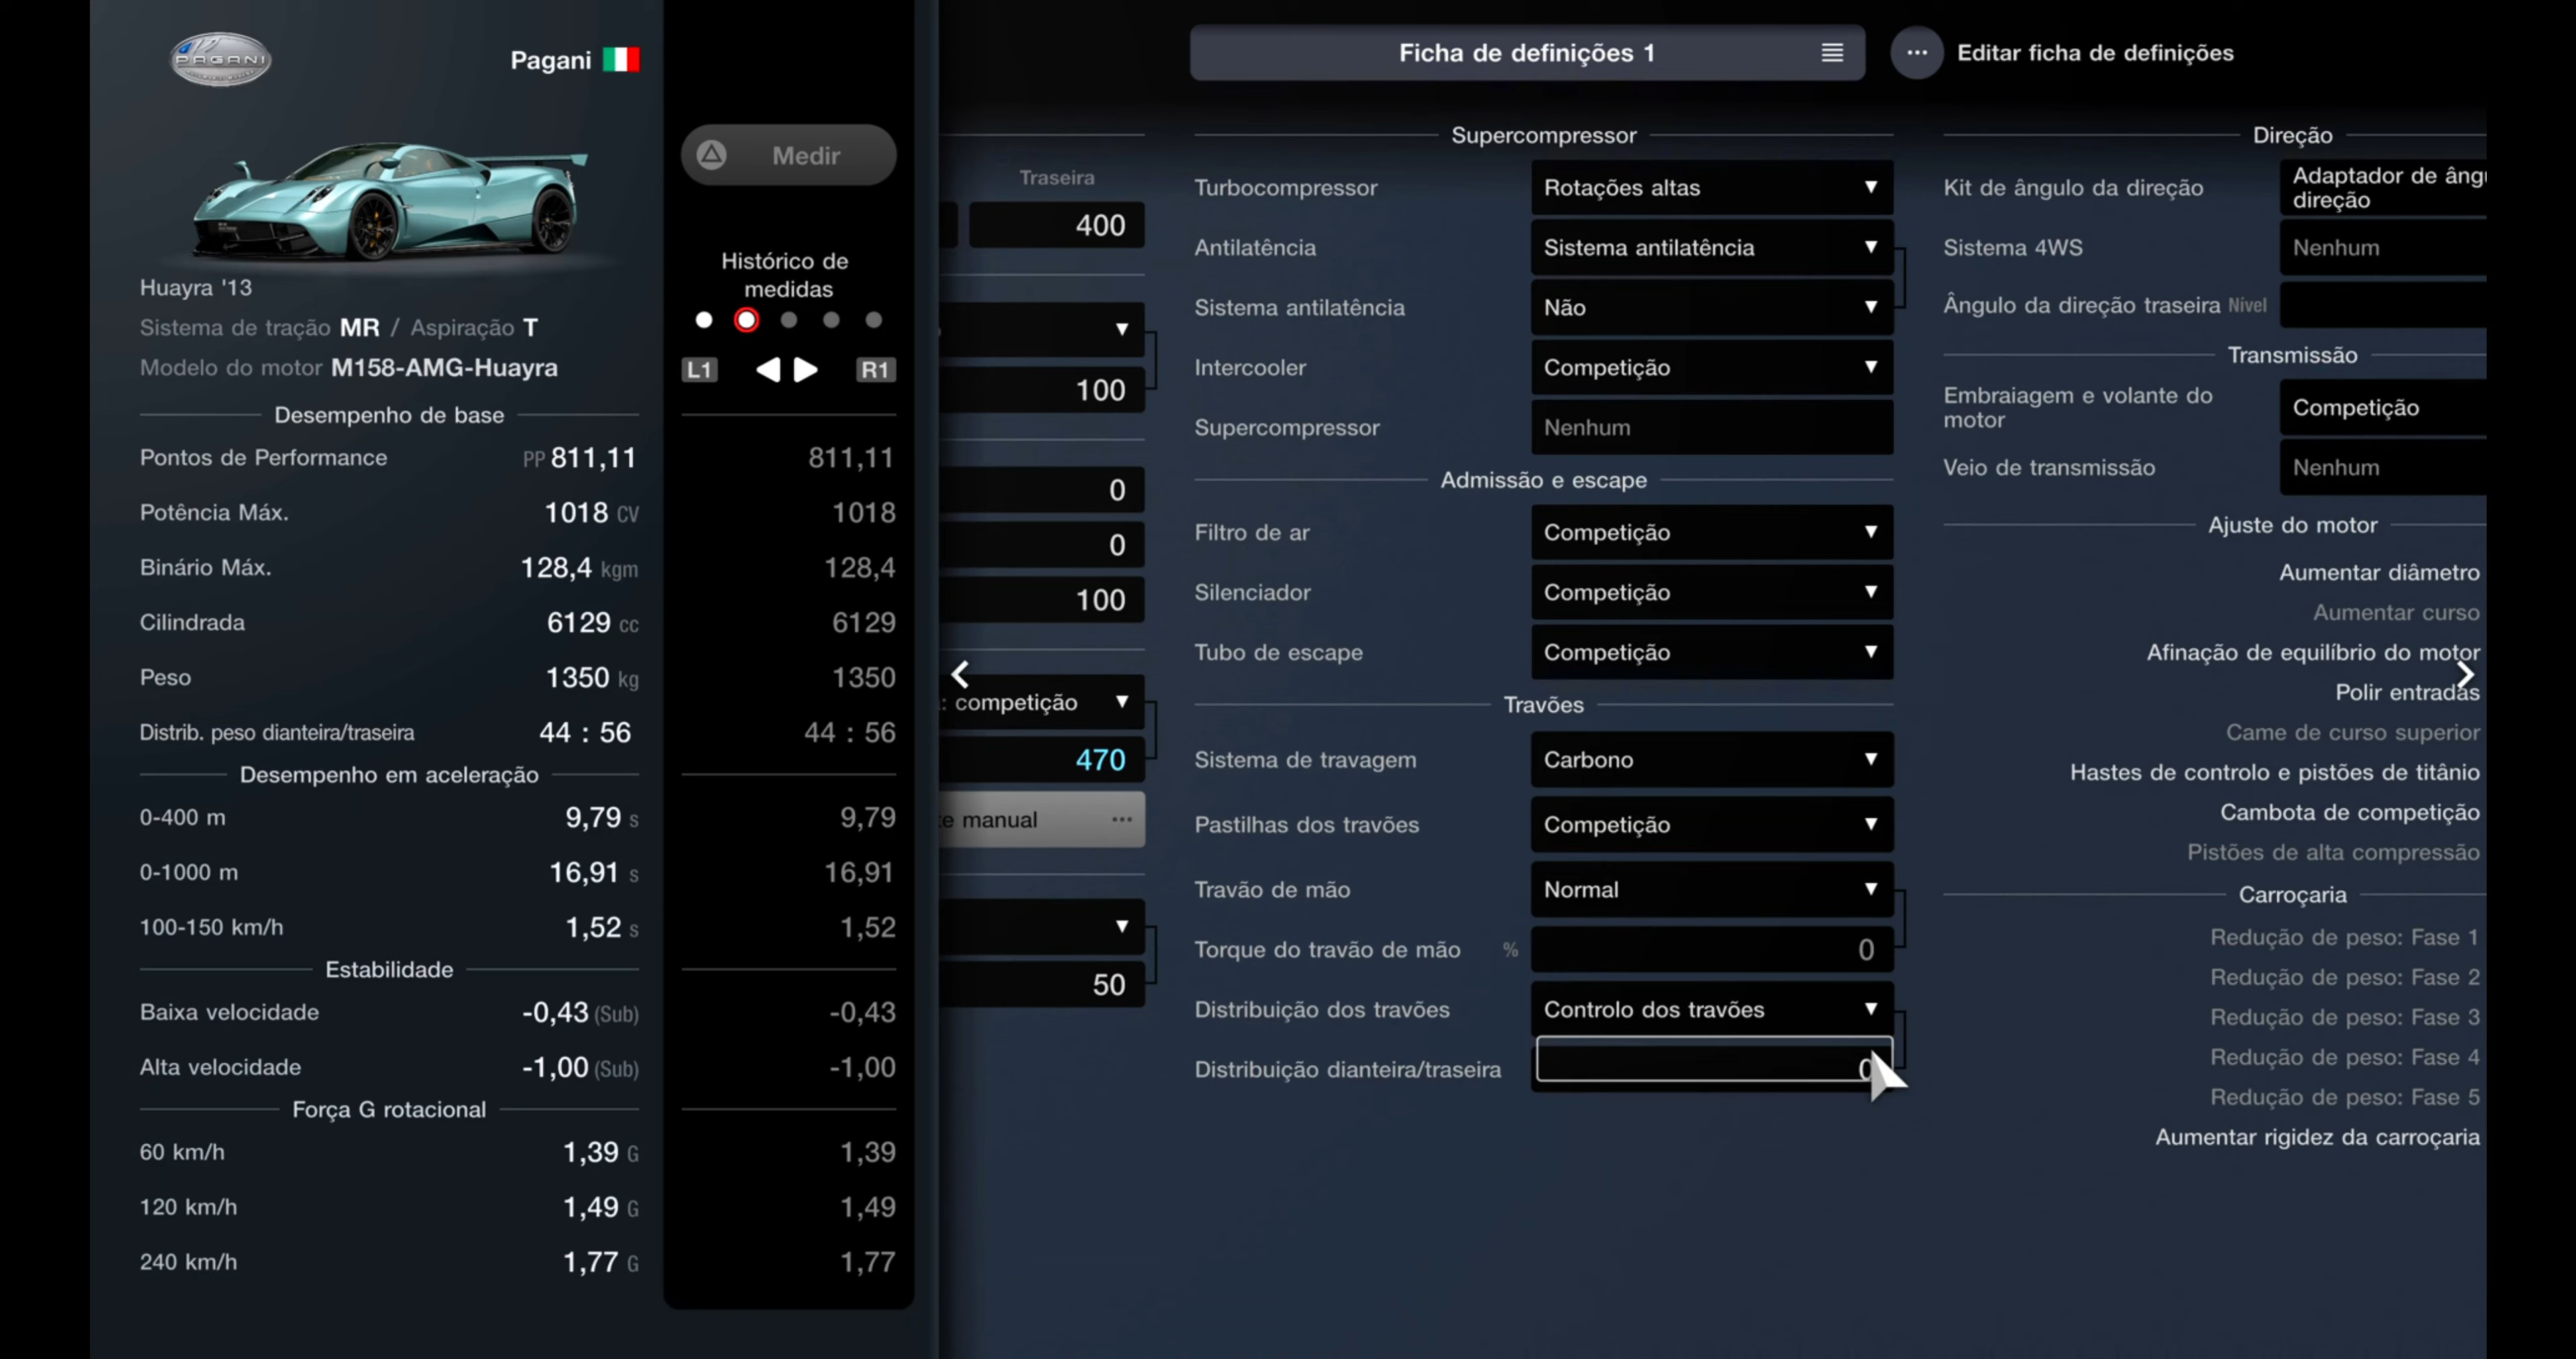 PAGANI
Pagani
Huayra '13
Sistema de tração MR / Aspiração T
Modelo do motor M158-AMG-Huayra
Desempenho de base
Pontos de Performance PP 811,11
Potência Máx. 1018 CV
Binário Máx. 128,4 kgm
Cilindrada 6129 cc
Peso 1350 kg
Distrib. peso dianteira/traseira 44 : 56
Desempenho em aceleração
0-400 m 9,79 s
0-1000 m 16,91 s
100-150 km/h 1,52 s
Estabilidade
Baixa velocidade -0,43 (Sub)
Alta velocidade -1,00 (Sub)
Força G rotacional
60 km/h 1,39 G
120 km/h 1,49 G
240 km/h 1,77 G
Medir
Histórico de
medidas
L1 R1
811,11
1018
128,4
6129
1350
44 : 56
9,79
16,91
1,52
-0,43
-1,00
1,39
1,49
1,77
Traseira
400
100
0
0
100
: competição
470
te manual ...
50
Ficha de definições 1
... Editar ficha de definições
Supercompressor
Turbocompressor Rotações altas
Antilatência Sistema antilatência
Sistema antilatência Não
Intercooler Competição
Supercompressor Nenhum
Admissão e escape
Filtro de ar Competição
Silenciador Competição
Tubo de escape Competição
Travões
Sistema de travagem Carbono
Pastilhas dos travões Competição
Travão de mão Normal
Torque do travão de mão % 0
Distribuição dos travões Controlo dos travões
Distribuição dianteira/traseira 0
Direção
Kit de ângulo da direção Adaptador de âng
direção
Sistema 4WS Nenhum
Ângulo da direção traseira Nível
Transmissão
Embraiagem e volante do
motor Competição
Veio de transmissão Nenhum
Ajuste do motor
Aumentar diâmetro
Aumentar curso
Afinação de equilíbrio do motor
Polir entradas
Came de curso superior
Hastes de controlo e pistões de titânio
Cambota de competição
Pistões de alta compressão
Carroçaria
Redução de peso: Fase 1
Redução de peso: Fase 2
Redução de peso: Fase 3
Redução de peso: Fase 4
Redução de peso: Fase 5
Aumentar rigidez da carroçaria